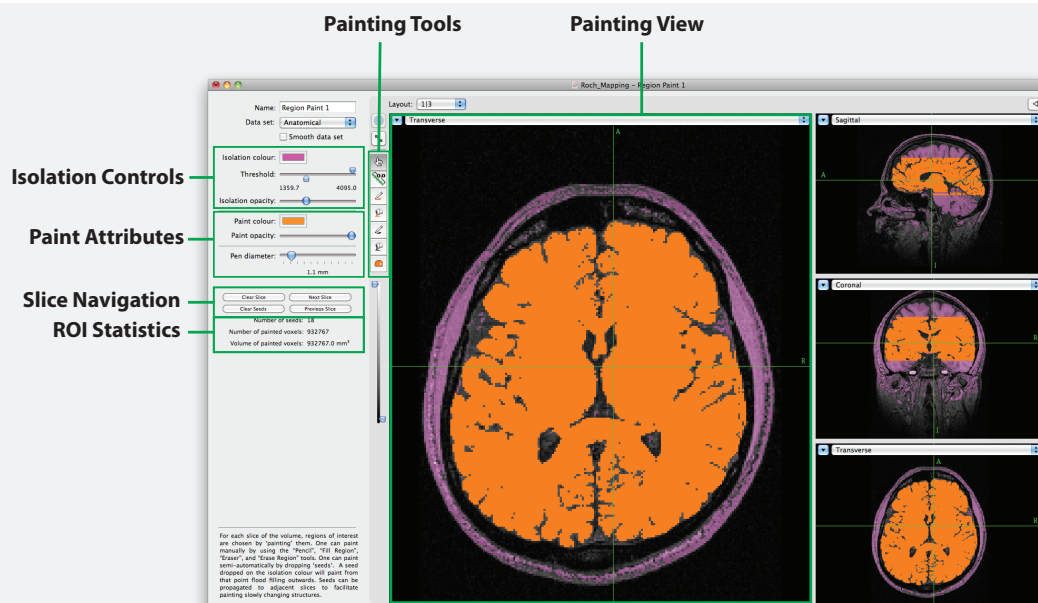 Painting Tools
Painting View
Roch_Mapping – Region Paint 1
Name: Region Paint 1
Data set: Anatomical
Smooth data set
Layout: 1|3
Transverse
Sagittal
Isolation Controls
Isolation colour:
Threshold:
1359.7 4095.0
Isolation opacity:
Paint Attributes
Paint colour:
Paint opacity:
Pen diameter:
1.1 mm
Slice Navigation
Clear Slice Next Slice
Clear Seeds Previous Slice
ROI Statistics
Number of seeds: 18
Number of painted voxels: 932767
Volume of painted voxels: 932767.0 mm³
A
R
A
I
Coronal
R
I
Transverse
A
R
For each slice of the volume, regions of interest
are chosen by 'painting' them. One can paint
manually by using the "Pencil", "Fill Region",
"Eraser", and "Erase Region" tools. One can paint
semi-automatically by dropping 'seeds'. A seed
dropped on the isolation colour will paint from
that point flood filling outwards. Seeds can be
propagated to adjacent slices to facilitate
painting slowly changing structures.